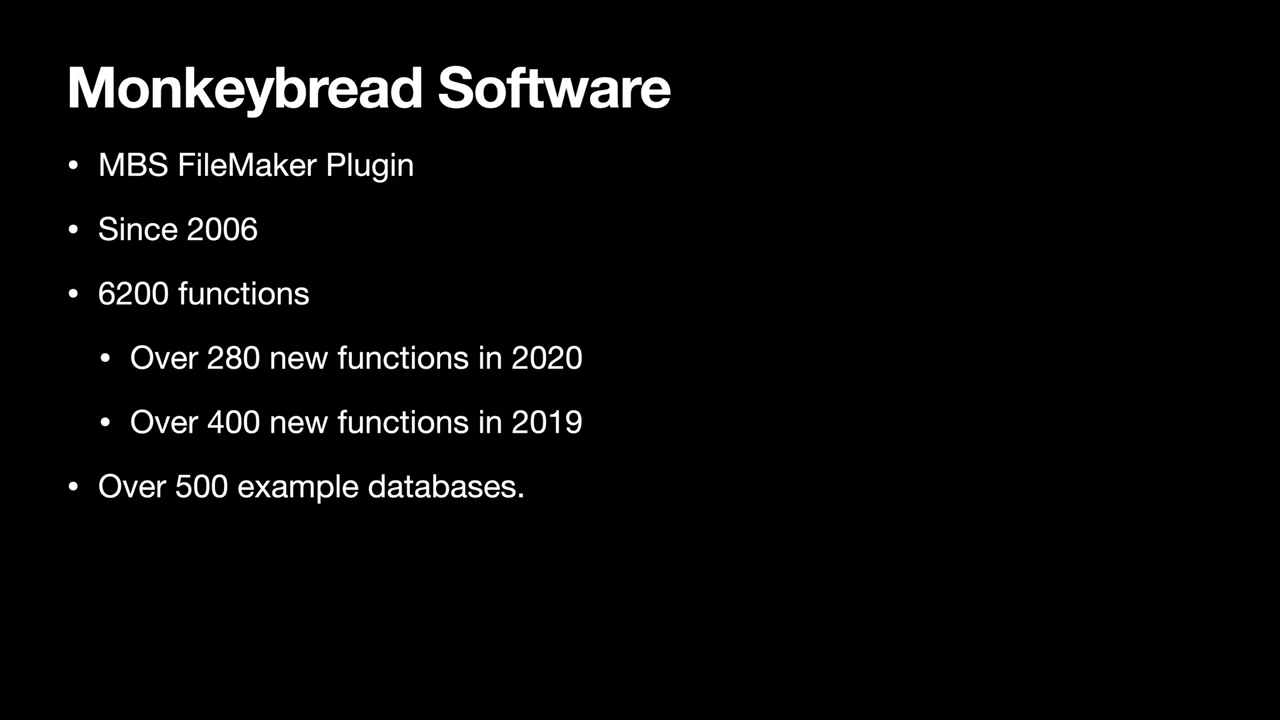 Monkeybread Software
• MBS FileMaker Plugin
• Since 2006
• 6200 functions
• Over 280 new functions in 2020
• Over 400 new functions in 2019
• Over 500 example databases.